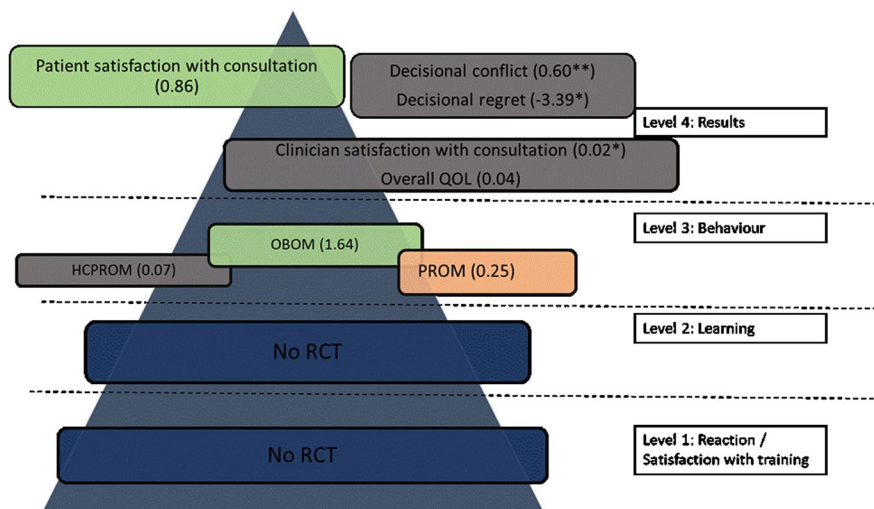 Patient satisfaction with consultation
(0.86)
Decisional conflict (0.60**)
Decisional regret (-3.39*)
Level 4: Results
Clinician satisfaction with consultation (0.02*)
Overall QOL (0.04)
Level 3: Behaviour
OBOM (1.64)
HCPROM (0.07)
PROM (0.25)
Level 2: Learning
No RCT
Level 1: Reaction /
Satisfaction with training
No RCT